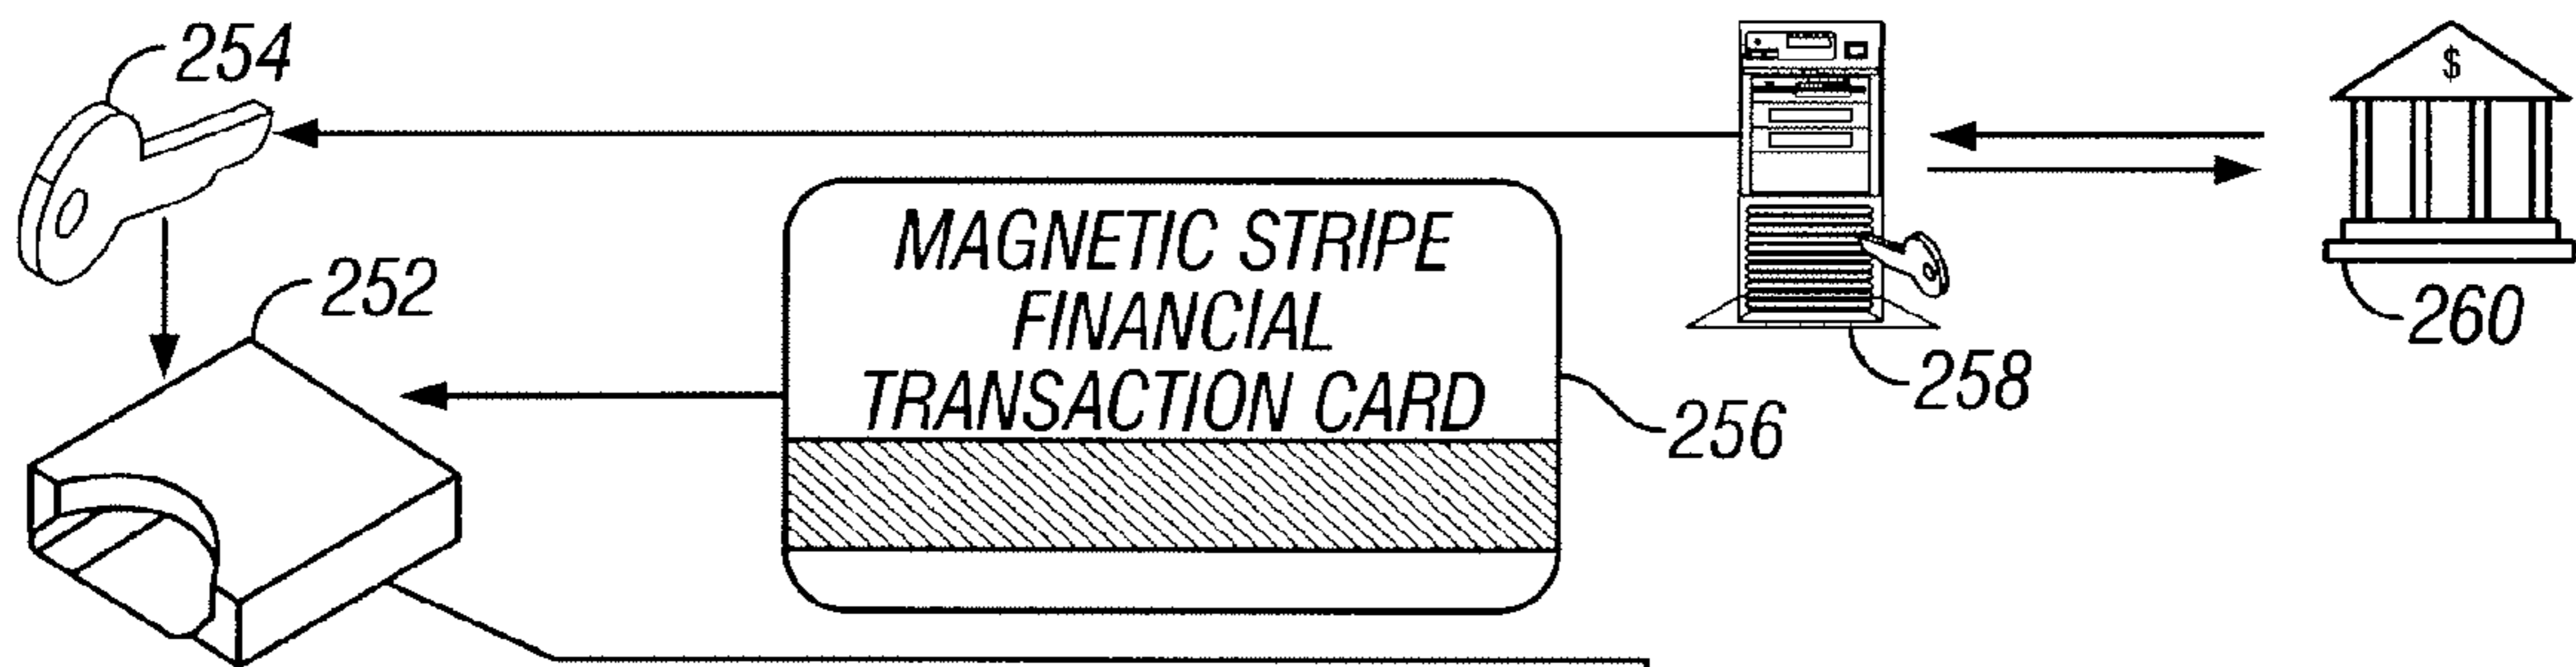 254
$
252
MAGNETIC STRIPE
FINANCIAL
TRANSACTION CARD
256
258
260